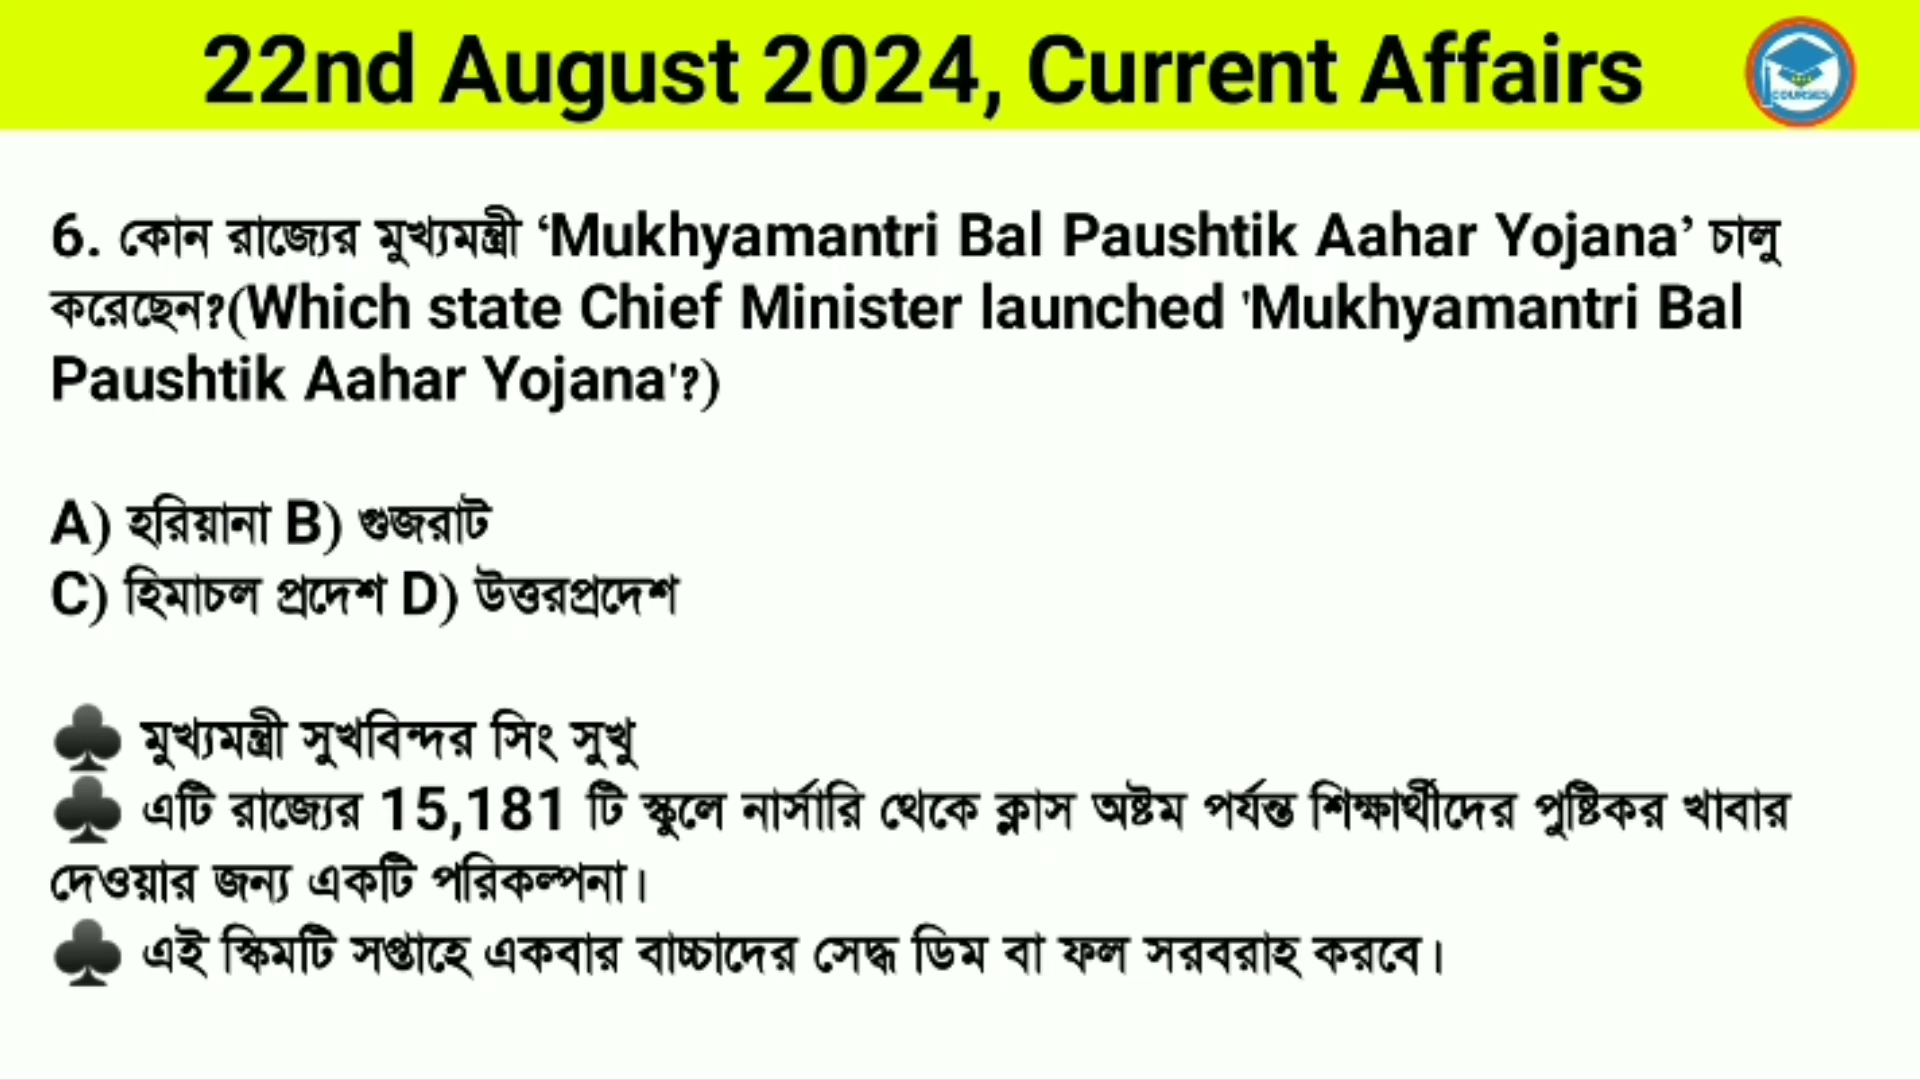 22nd August 2024, Current Affairs
COURSES
6. কোন রাজ্যের মুখ্যমন্ত্রী ‘Mukhyamantri Bal Paushtik Aahar Yojana’ চালু
করেছেন?(Which state Chief Minister launched 'Mukhyamantri Bal
Paushtik Aahar Yojana'?)
A) হরিয়ানা B) গুজরাট
C) হিমাচল প্রদেশ D) উত্তরপ্রদেশ
♣ মুখ্যমন্ত্রী সুখবিন্দর সিং সুখু
♣ এটি রাজ্যের 15,181 টি স্কুলে নার্সারি থেকে ক্লাস অষ্টম পর্যন্ত শিক্ষার্থীদের পুষ্টিকর খাবার
দেওয়ার জন্য একটি পরিকল্পনা।
♣ এই স্কিমটি সপ্তাহে একবার বাচ্চাদের সেদ্ধ ডিম বা ফল সরবরাহ করবে।